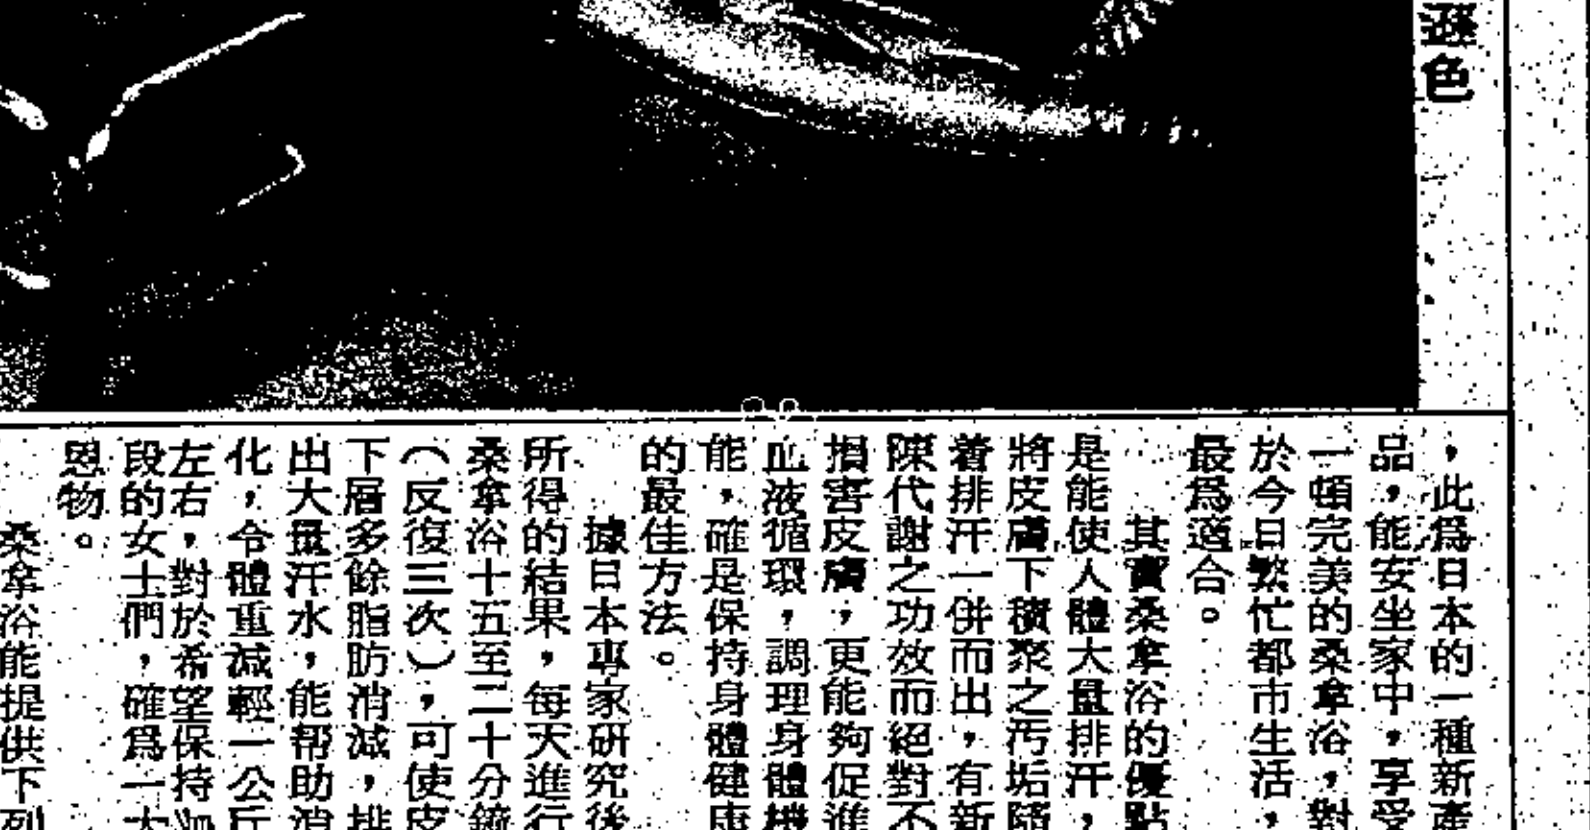 遜色
，此爲日本的一種新產
品，能安坐家中，享受
一頓完美的桑拿浴，對
於今日繁忙都市生活，
最爲適合。
其實桑拿浴的優點
是能使人體大量排汗，
將皮膚下積聚之污垢隨
着排汗一併而出，有新
陳代謝之功效而絕對不
損害皮膚，更能夠促進
血液循環，調理身體機
能，確是保持身體健康
的最佳方法。
據日本專家研究後
所得的結果，每天進行
桑拿浴十五至二十分鐘
（反復三次），可使皮
下層多餘脂肪消減，排
出大量汗水，能帮助消
化，令體重減輕一公斤
左右，對於希望保持
段的女士們，確爲一大
恩物。
桑拿浴能提供下列